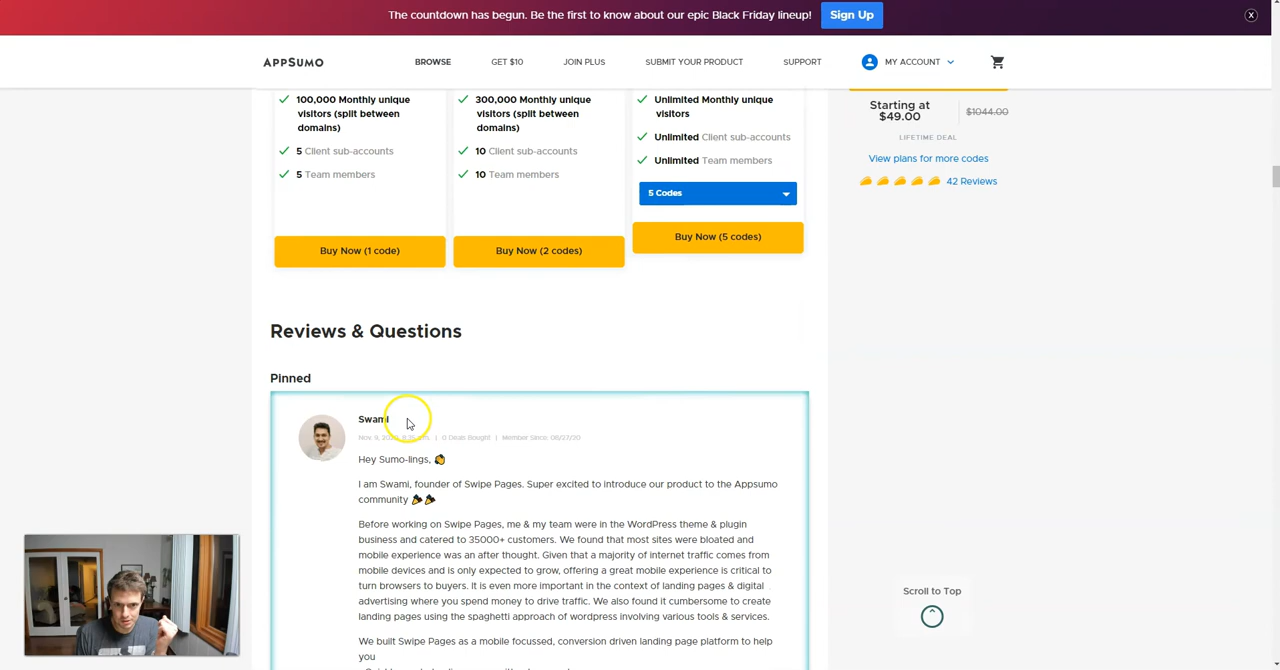 The countdown has begun. Be the first to know about our epic Black Friday lineup!
Sign Up
X
APPSUMO
BROWSE
GET $10
JOIN PLUS
SUBMIT YOUR PRODUCT
SUPPORT
MY ACCOUNT
100,000 Monthly unique
visitors (split between
domains)
5 Client sub-accounts
5 Team members
Buy Now (1 code)
300,000 Monthly unique
visitors (split between
domains)
10 Client sub-accounts
10 Team members
Buy Now (2 codes)
Unlimited Monthly unique
visitors
Unlimited Client sub-accounts
Unlimited Team members
5 Codes
Buy Now (5 codes)
Starting at
$49.00
$1044.00
LIFETIME DEAL
View plans for more codes
42 Reviews
Reviews & Questions
Pinned
Swami
Nov. 9, | 0 Deals Bought | Member Since: 06/27/20
Hey Sumo-lings,
I am Swami, founder of Swipe Pages. Super excited to introduce our product to the Appsumo
community
Before working on Swipe Pages, me & my team were in the WordPress theme & plugin
business and catered to 35000+ customers. We found that most sites were bloated and
mobile experience was an after thought. Given that a majority of internet traffic comes from
mobile devices and is only expected to grow, offering a great mobile experience is critical to
turn browsers to buyers. It is even more important in the context of landing pages & digital
advertising where you spend money to drive traffic. We also found it cumbersome to create
landing pages using the spaghetti approach of wordpress involving various tools & services.
We built Swipe Pages as a mobile focussed, conversion driven landing page platform to help
you
Scroll to Top